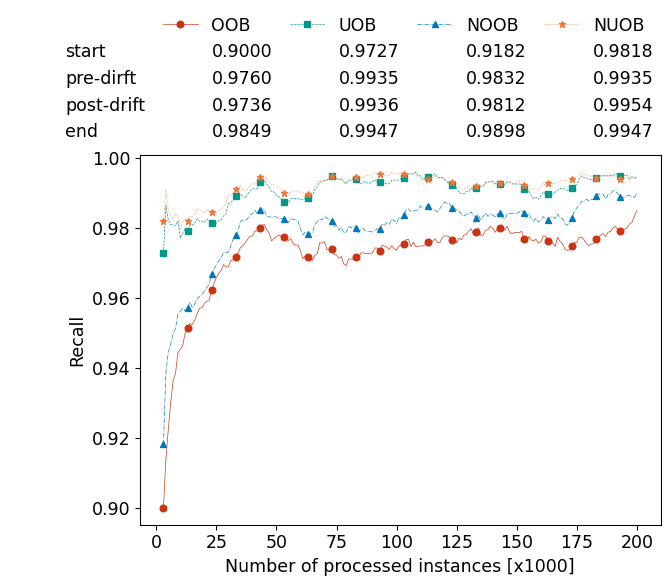 OOB UOB NOOB NUOB
start 0.9000 0.9727 0.9182 0.9818
pre-dirft 0.9760 0.9935 0.9832 0.9935
post-drift 0.9736 0.9936 0.9812 0.9954
end 0.9849 0.9947 0.9898 0.9947
1.00
0.98
0.96
0.94
0.92
0.90
Recall
0 25 50 75 100 125 150 175 200
Number of processed instances [x1000]